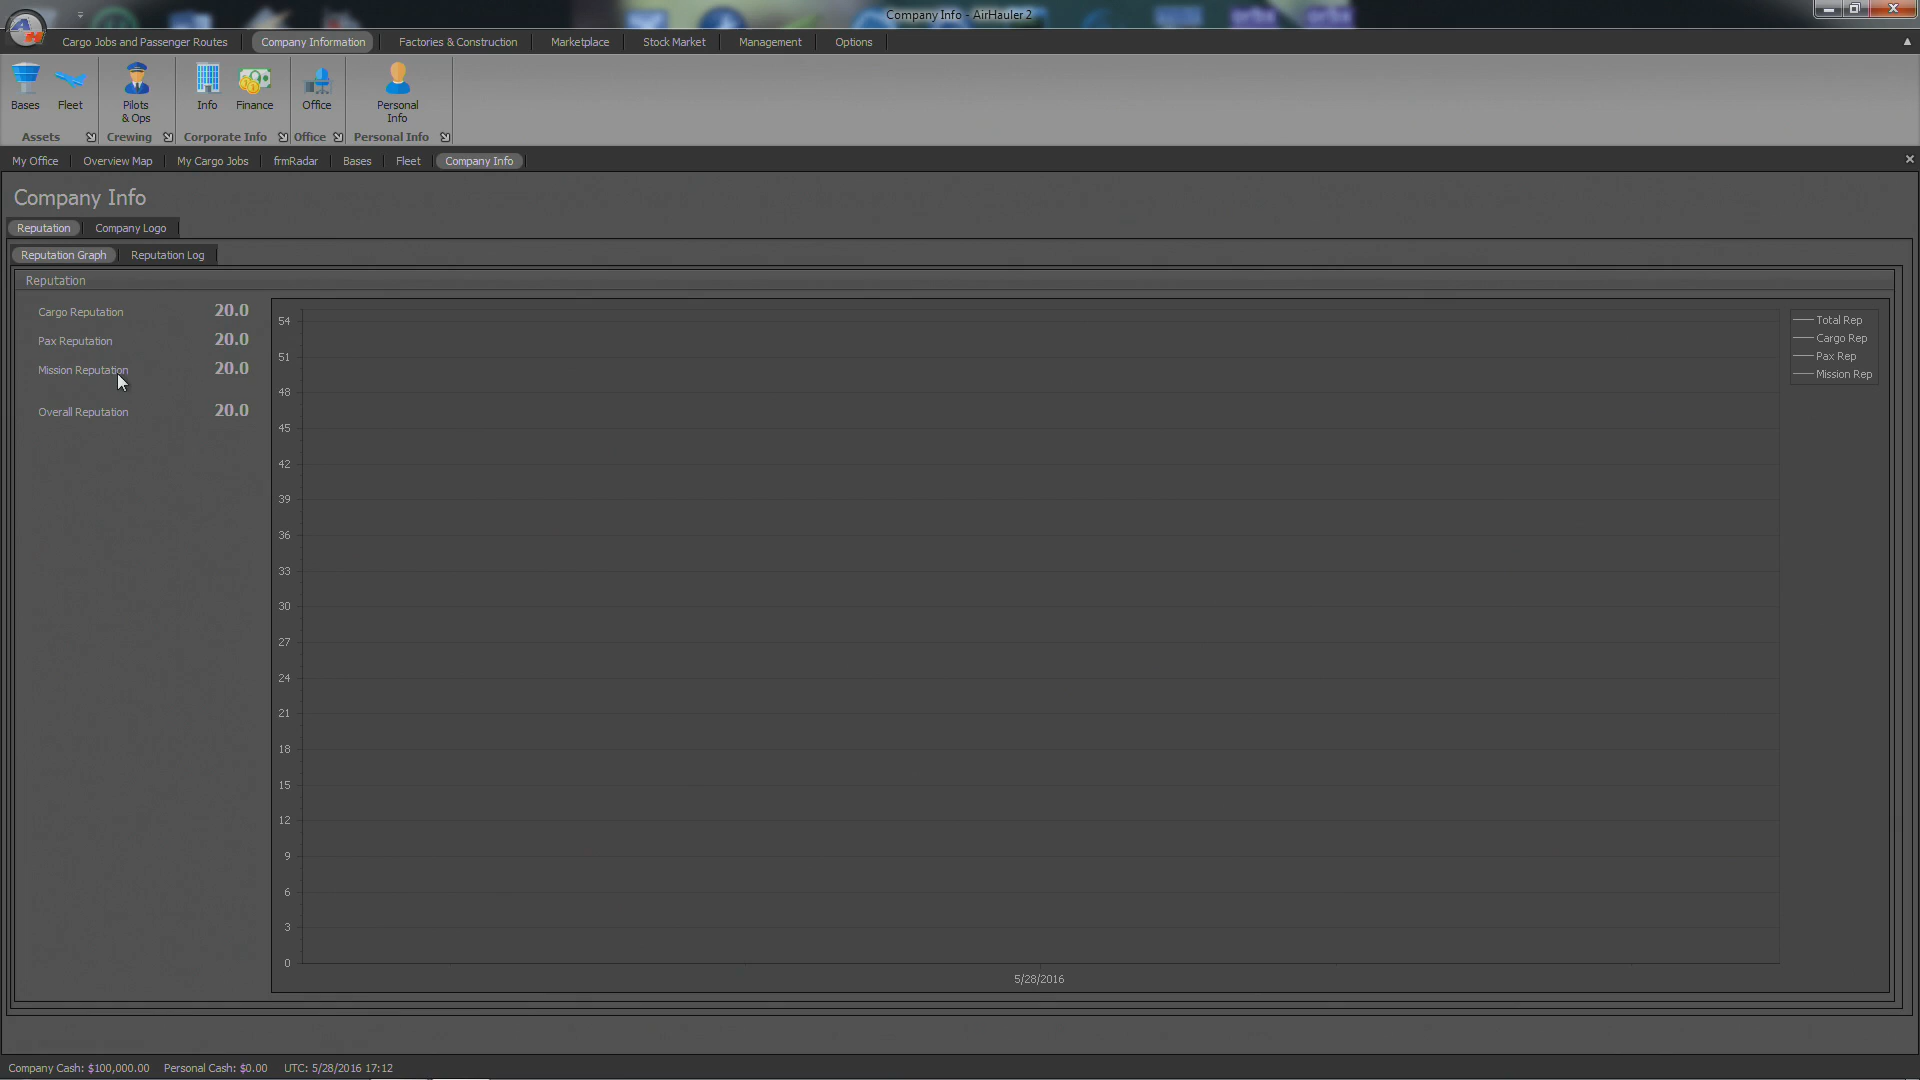 Company Info - AirHauler 2
Cargo Jobs and Passenger Routes Company Information Factories & Construction Marketplace Stock Market Management Options
Bases Fleet Pilots & Ops Info Finance Office Personal Info
Assets Crewing Corporate Info Office Personal Info
My Office Overview Map My Cargo Jobs frmRadar Bases Fleet Company Info
Company Info
Reputation Company Logo
Reputation Graph Reputation Log
Reputation
Cargo Reputation 20.0
Pax Reputation 20.0
Mission Reputation 20.0
Overall Reputation 20.0
54
51
48
45
42
39
36
33
30
27
24
21
18
15
12
9
6
3
0
5/28/2016
Total Rep
Cargo Rep
Pax Rep
Mission Rep
Company Cash: $100,000.00 Personal Cash: $0.00 UTC: 5/28/2016 17:12